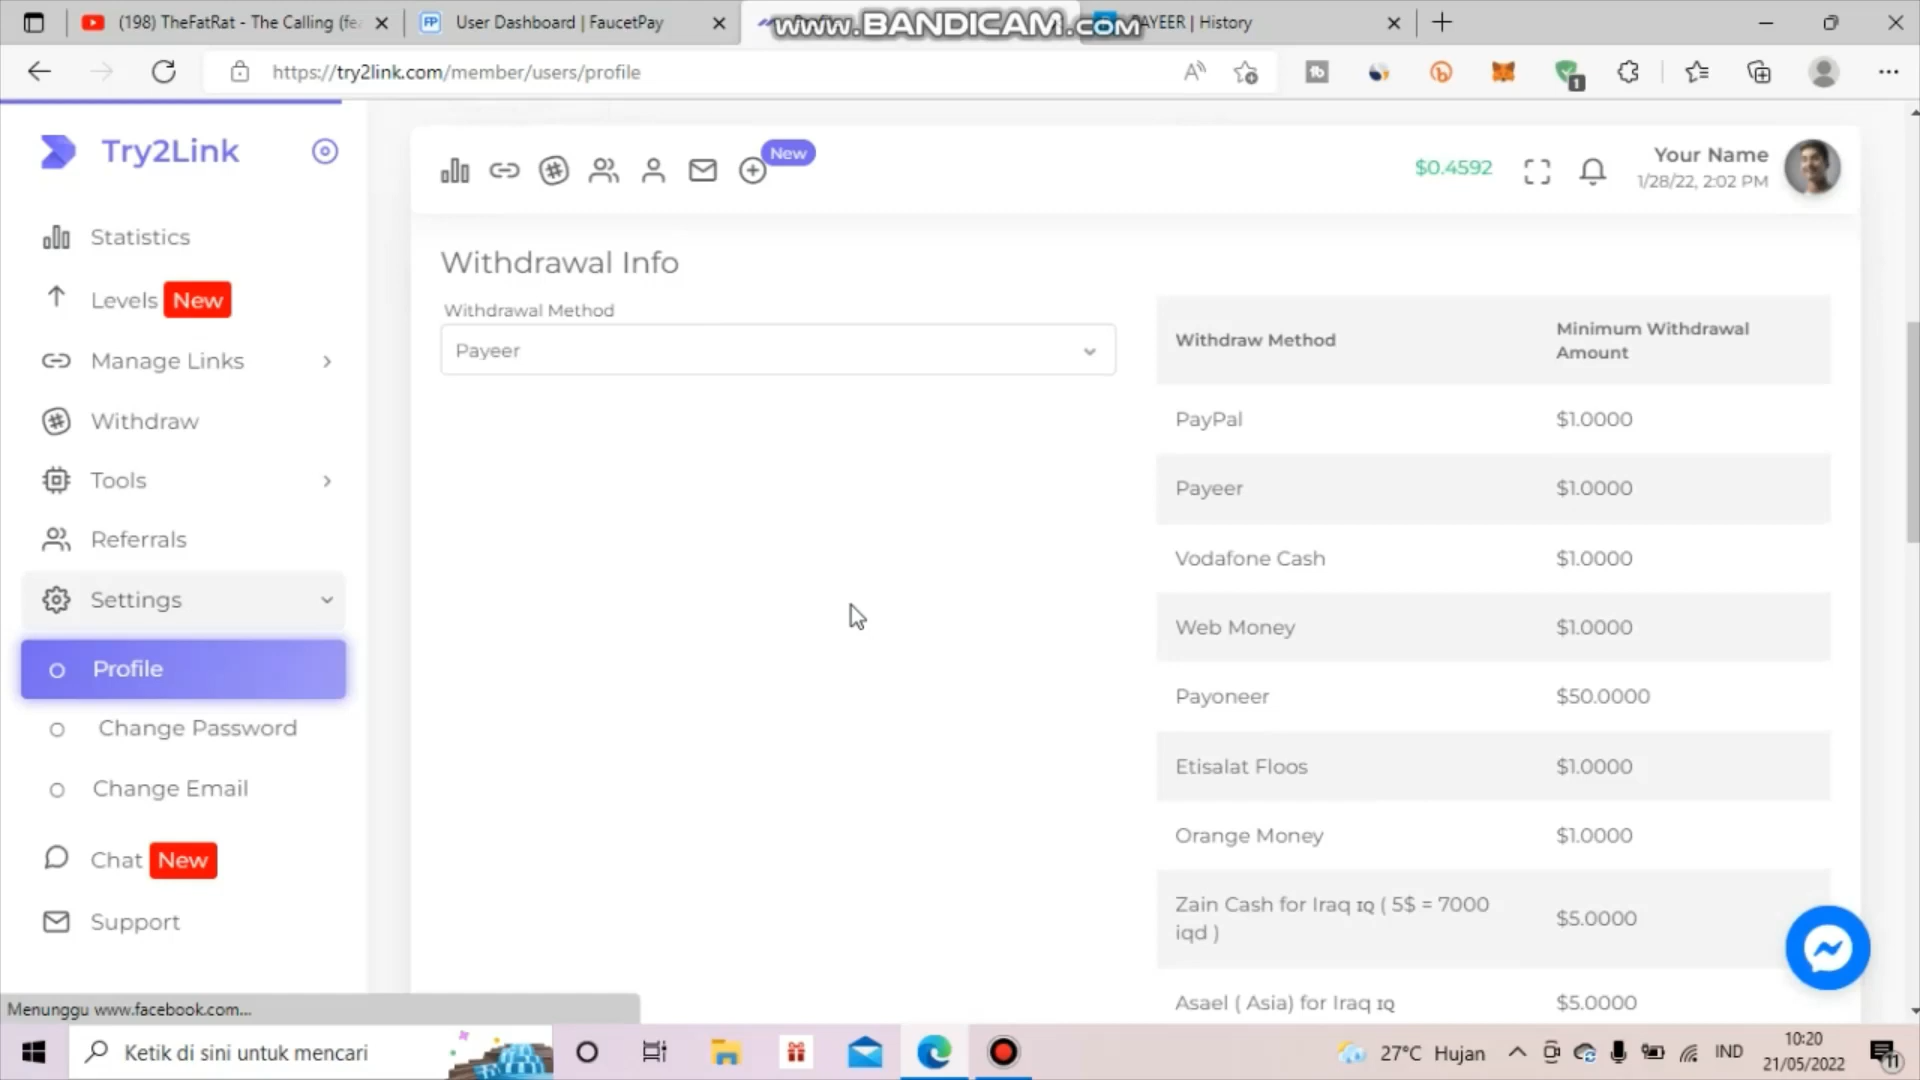 (198) TheFatRat - The Calling (fea
User Dashboard | FaucetPay
www.BANDICAM.com
PAYEER | History
https://try2link.com/member/users/profile
1
Try2Link
New
$0.4592
Your Name
1/28/22, 2:02 PM
Statistics
Levels New
Manage Links
Withdraw
Tools
Referrals
Settings
Profile
Change Password
Change Email
Chat New
Support
Withdrawal Info
Withdrawal Method
Payeer
Withdraw Method
Minimum Withdrawal
Amount
PayPal $1.0000
Payeer $1.0000
Vodafone Cash $1.0000
Web Money $1.0000
Payoneer $50.0000
Etisalat Floos $1.0000
Orange Money $1.0000
Zain Cash for Iraq IQ ( 5$ = 7000
iqd )
$5.0000
Asael ( Asia) for Iraq IQ $5.0000
Menunggu www.facebook.com...
Ketik di sini untuk mencari
27°C Hujan
IND
10:20
21/05/2022
11